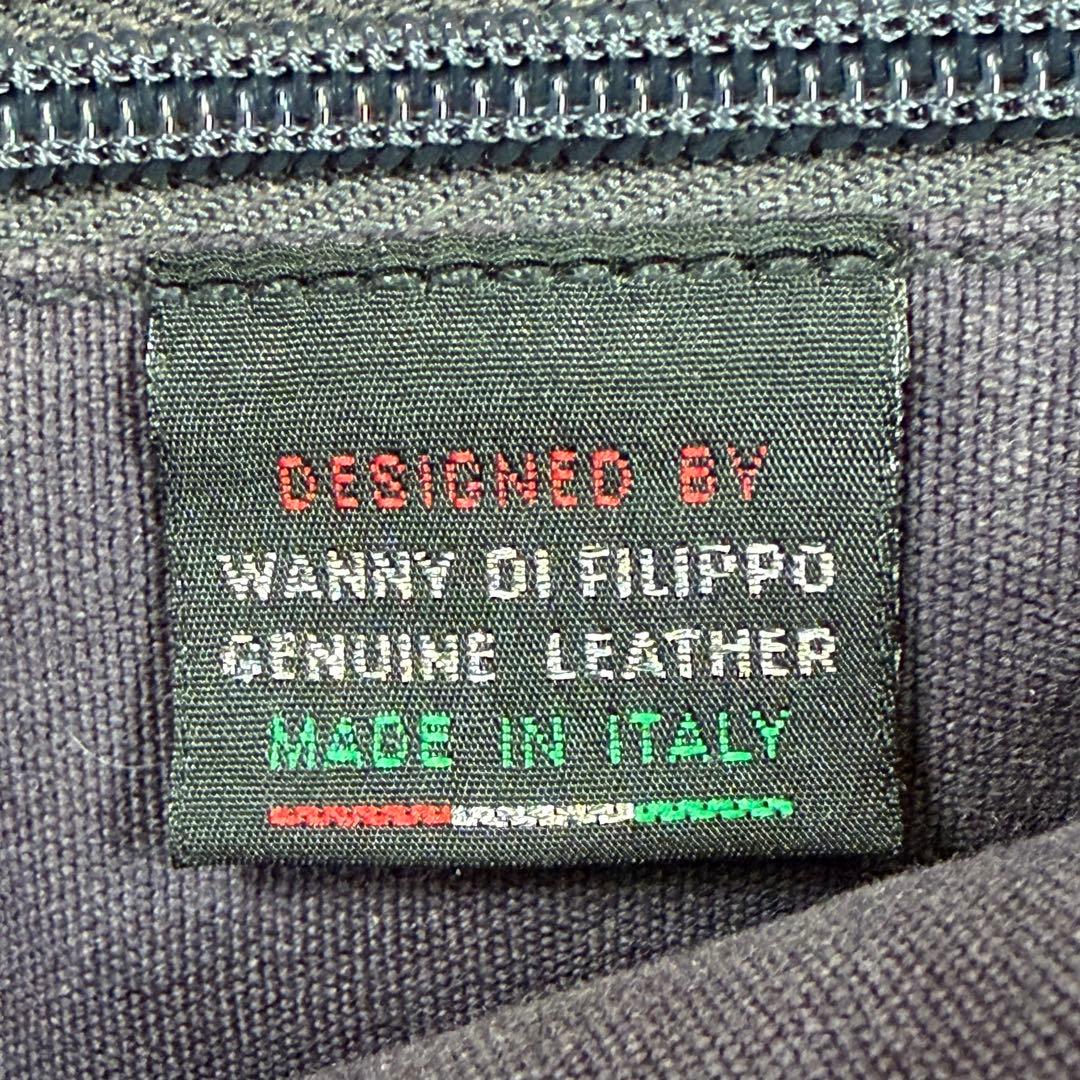 DESIGNED BY
WANNY DI FILIPPO
GENUINE LEATHER
MADE IN ITALY